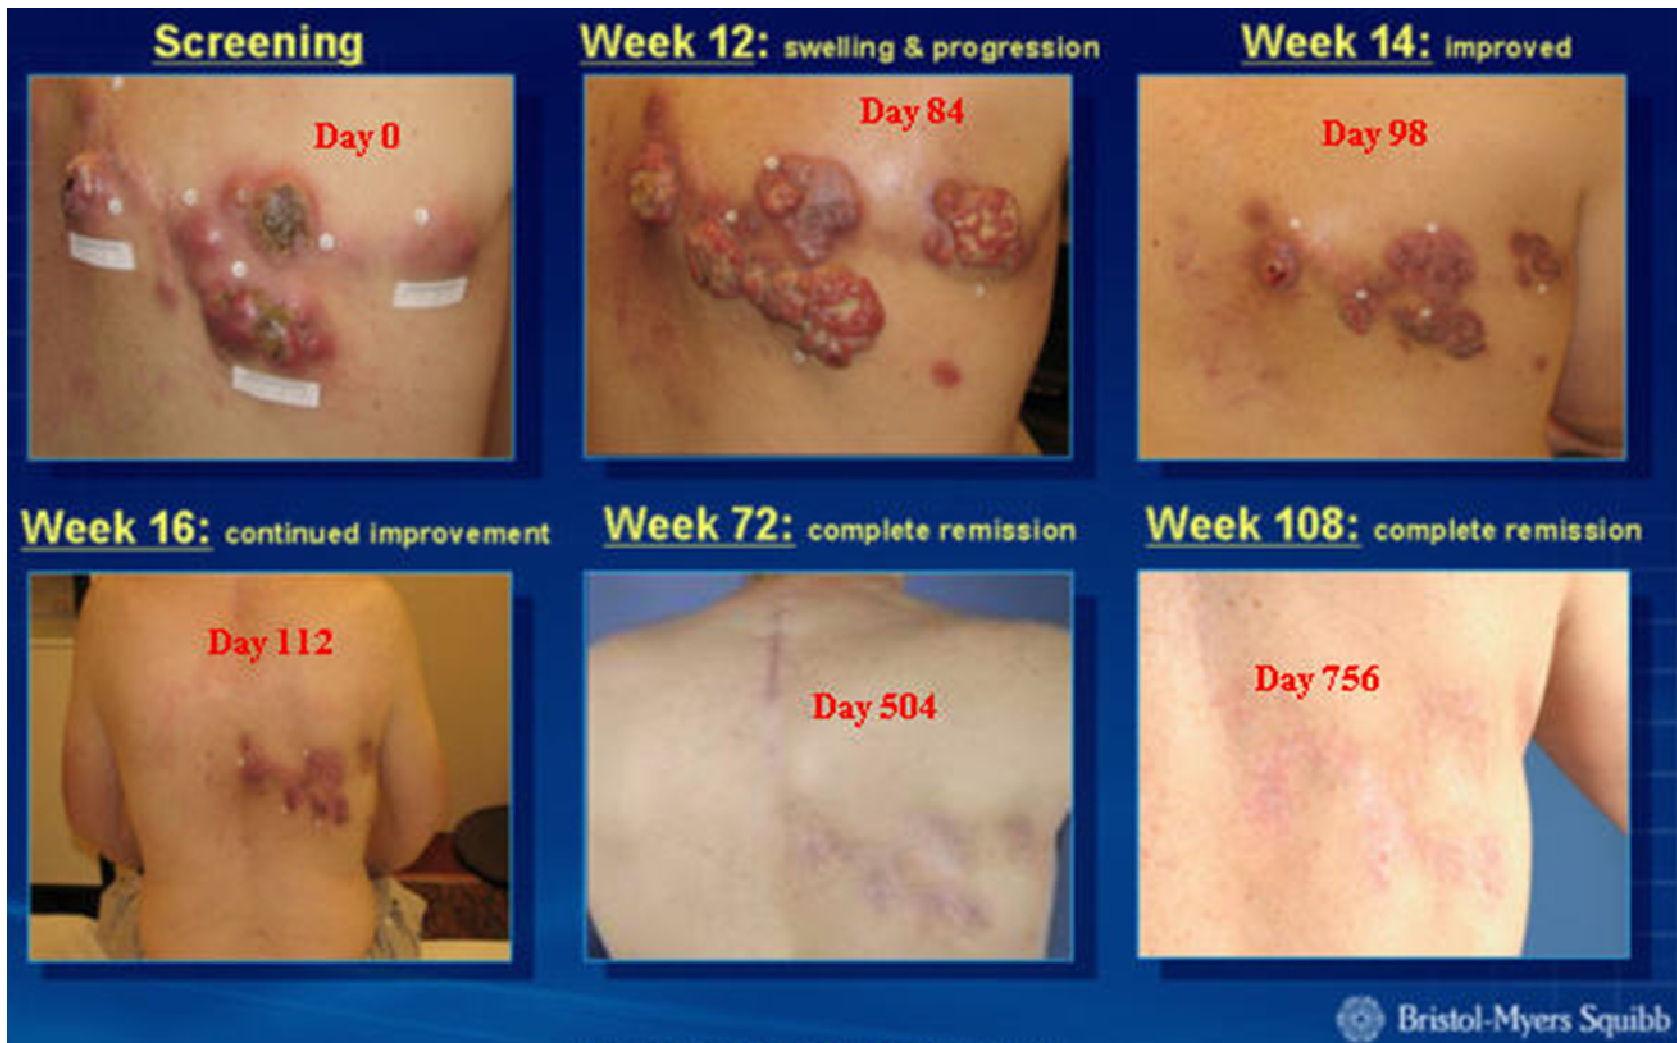 Screening
Week 12: swelling & progression
Week 14: improved
Day 0
Day 84
Day 98
Week 16: continued improvement
Week 72: complete remission
Week 108: complete remission
Day 112
Day 504
Day 756
Bristol-Myers Squibb